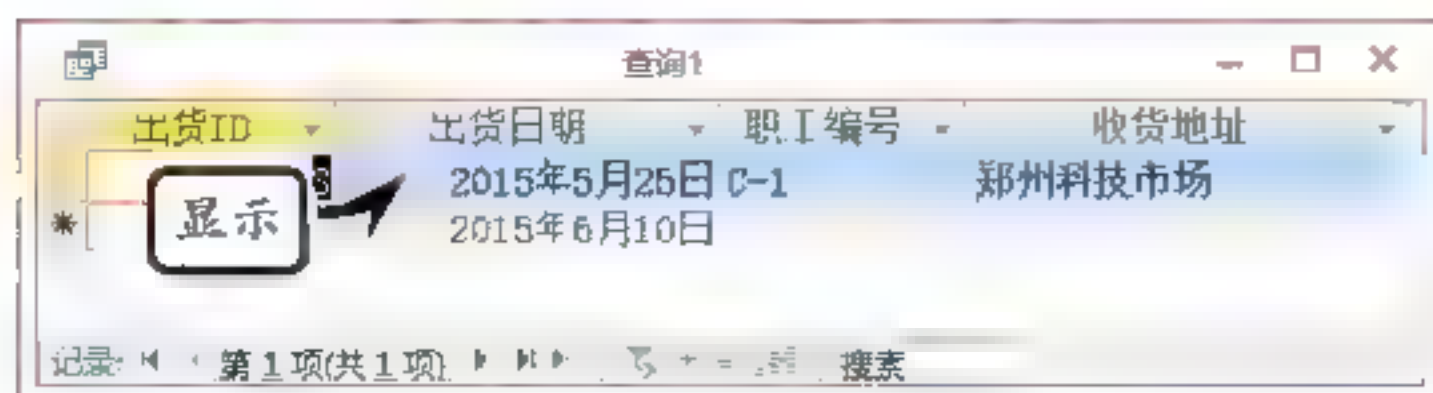 查询1
出货ID 出货日期 职工编号 收货地址
2015年5月25日 C-1 郑州科技市场
显示
* 2015年6月10日
记录: 第1项(共1项) 搜索